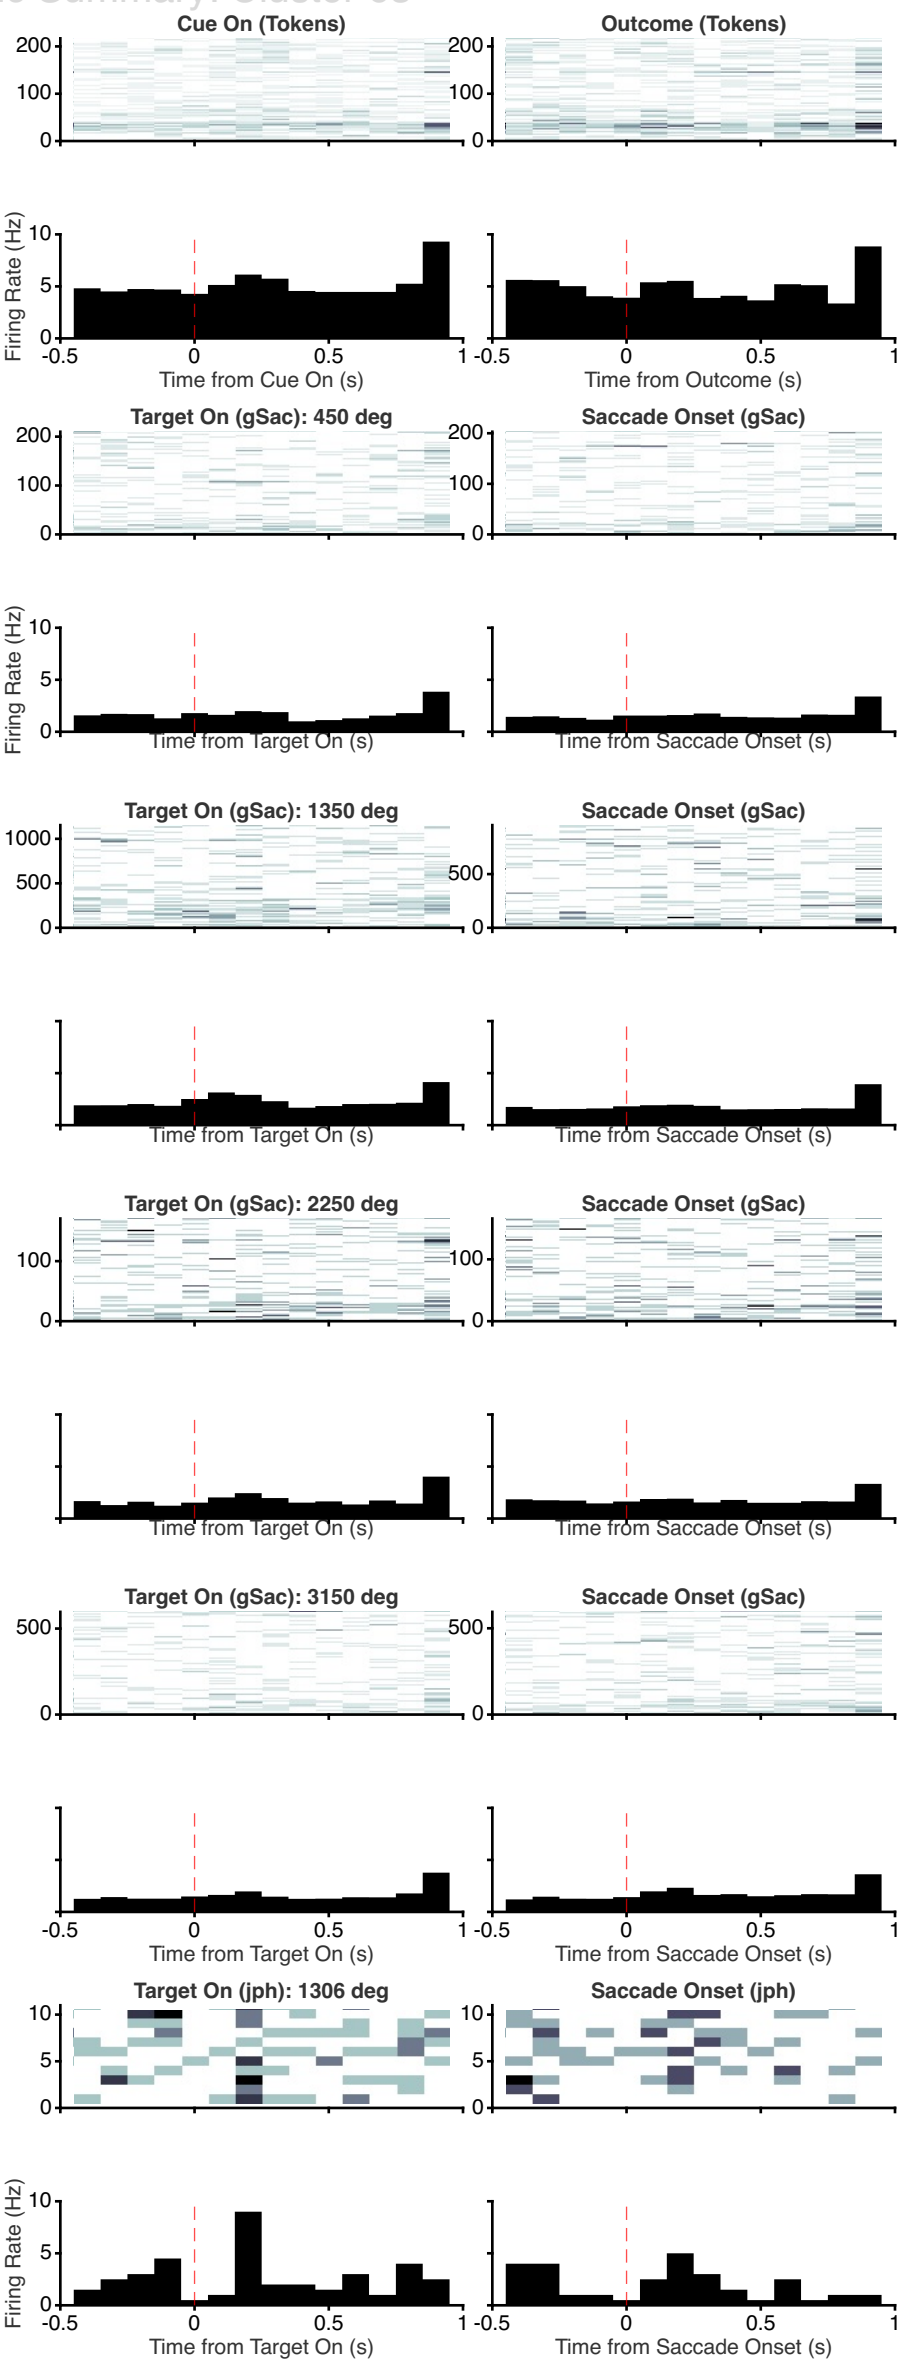 Summary: Cluster
Cue On (Tokens) Outcome (Tokens)
200 200
100 100
0 0
Firing Rate (Hz)
10
5
0
-0.5 0 0.5 1 -0.5 0 0.5 1
Time from Cue On (s) Time from Outcome (s)
Target On (gSac): 450 deg Saccade Onset (gSac)
200 200
100 100
0 0
Firing Rate (Hz)
10
5
0
Time from Target On (s) Time from Saccade Onset (s)
Target On (gSac): 1350 deg Saccade Onset (gSac)
1000
500 500
0 0
Time from Target On (s) Time from Saccade Onset (s)
Target On (gSac): 2250 deg Saccade Onset (gSac)
100 100
0 0
Time from Target On (s) Time from Saccade Onset (s)
Target On (gSac): 3150 deg Saccade Onset (gSac)
500 500
0 0
-0.5 0 0.5 1 -0.5 0 0.5 1
Time from Target On (s) Time from Saccade Onset (s)
Target On (jph): 1306 deg Saccade Onset (jph)
10 10
5 5
0 0
Firing Rate (Hz)
10
5
0
-0.5 0 0.5 1 -0.5 0 0.5 1
Time from Target On (s) Time from Saccade Onset (s)